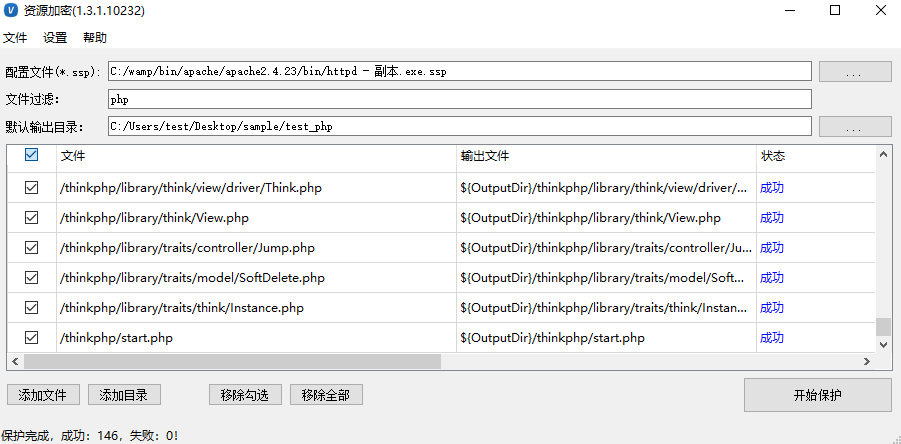 资源加密(1.3.1.10232)
文件 设置 帮助
配置文件(*.ssp): C:/wamp/bin/apache/apache2.4.23/bin/httpd - 副本.exe.ssp ...
文件过滤: php
默认输出目录: C:/Users/test/Desktop/sample/test_php ...
文件 输出文件 状态
/thinkphp/library/think/view/driver/Think.php ${OutputDir}/thinkphp/library/think/view/driver/... 成功
/thinkphp/library/think/View.php ${OutputDir}/thinkphp/library/think/View.php 成功
/thinkphp/library/traits/controller/Jump.php ${OutputDir}/thinkphp/library/traits/controller/Ju... 成功
/thinkphp/library/traits/model/SoftDelete.php ${OutputDir}/thinkphp/library/traits/model/Soft... 成功
/thinkphp/library/traits/think/Instance.php ${OutputDir}/thinkphp/library/traits/think/Instan... 成功
/thinkphp/start.php ${OutputDir}/thinkphp/start.php 成功
添加文件 添加目录 移除勾选 移除全部 开始保护
保护完成，成功：146，失败：0！